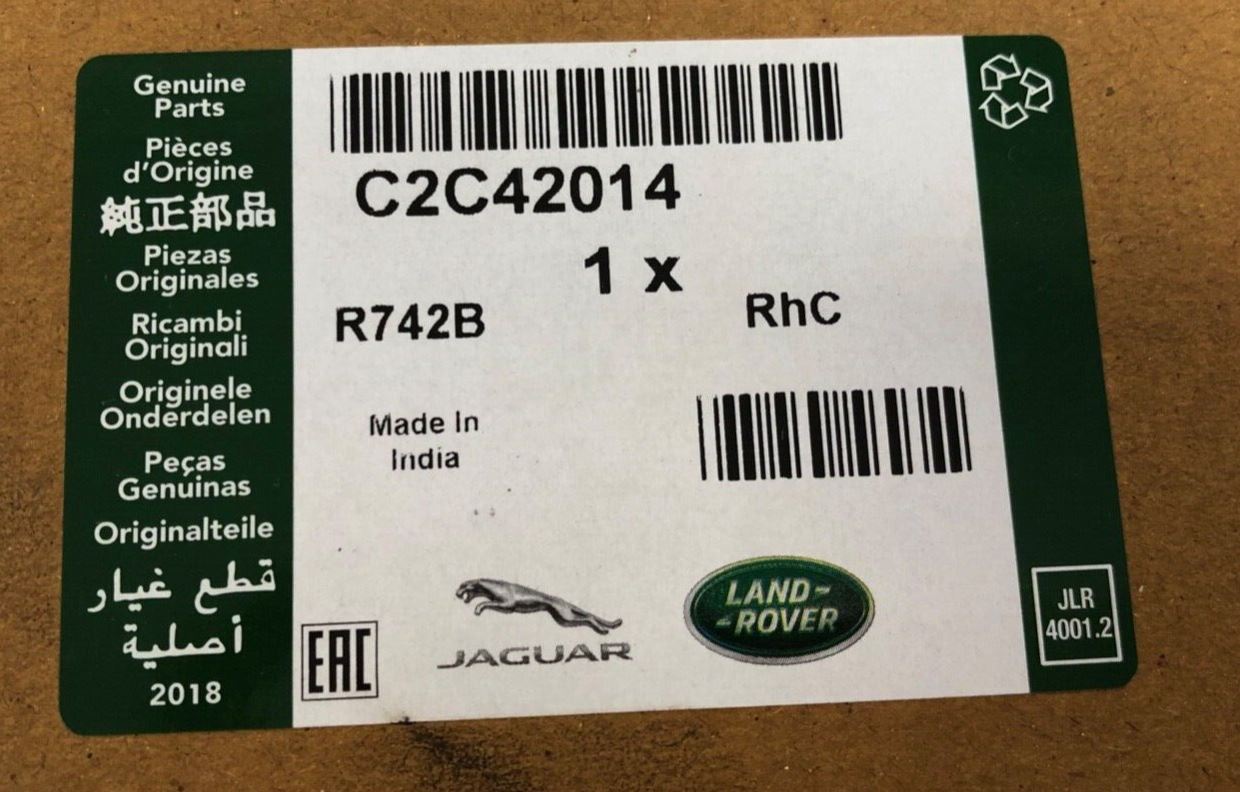 Genuine
Parts
Pièces
d'Origine
純正部品
Piezas
Originales
Ricambi
Originali
Originele
Onderdelen
Peças
Genuinas
Originalteile
قطع غيار
أصلية
2018
C2C42014
1 x
R742B
RhC
Made In
India
EAC
JAGUAR
LAND-
-ROVER
JLR
4001.2